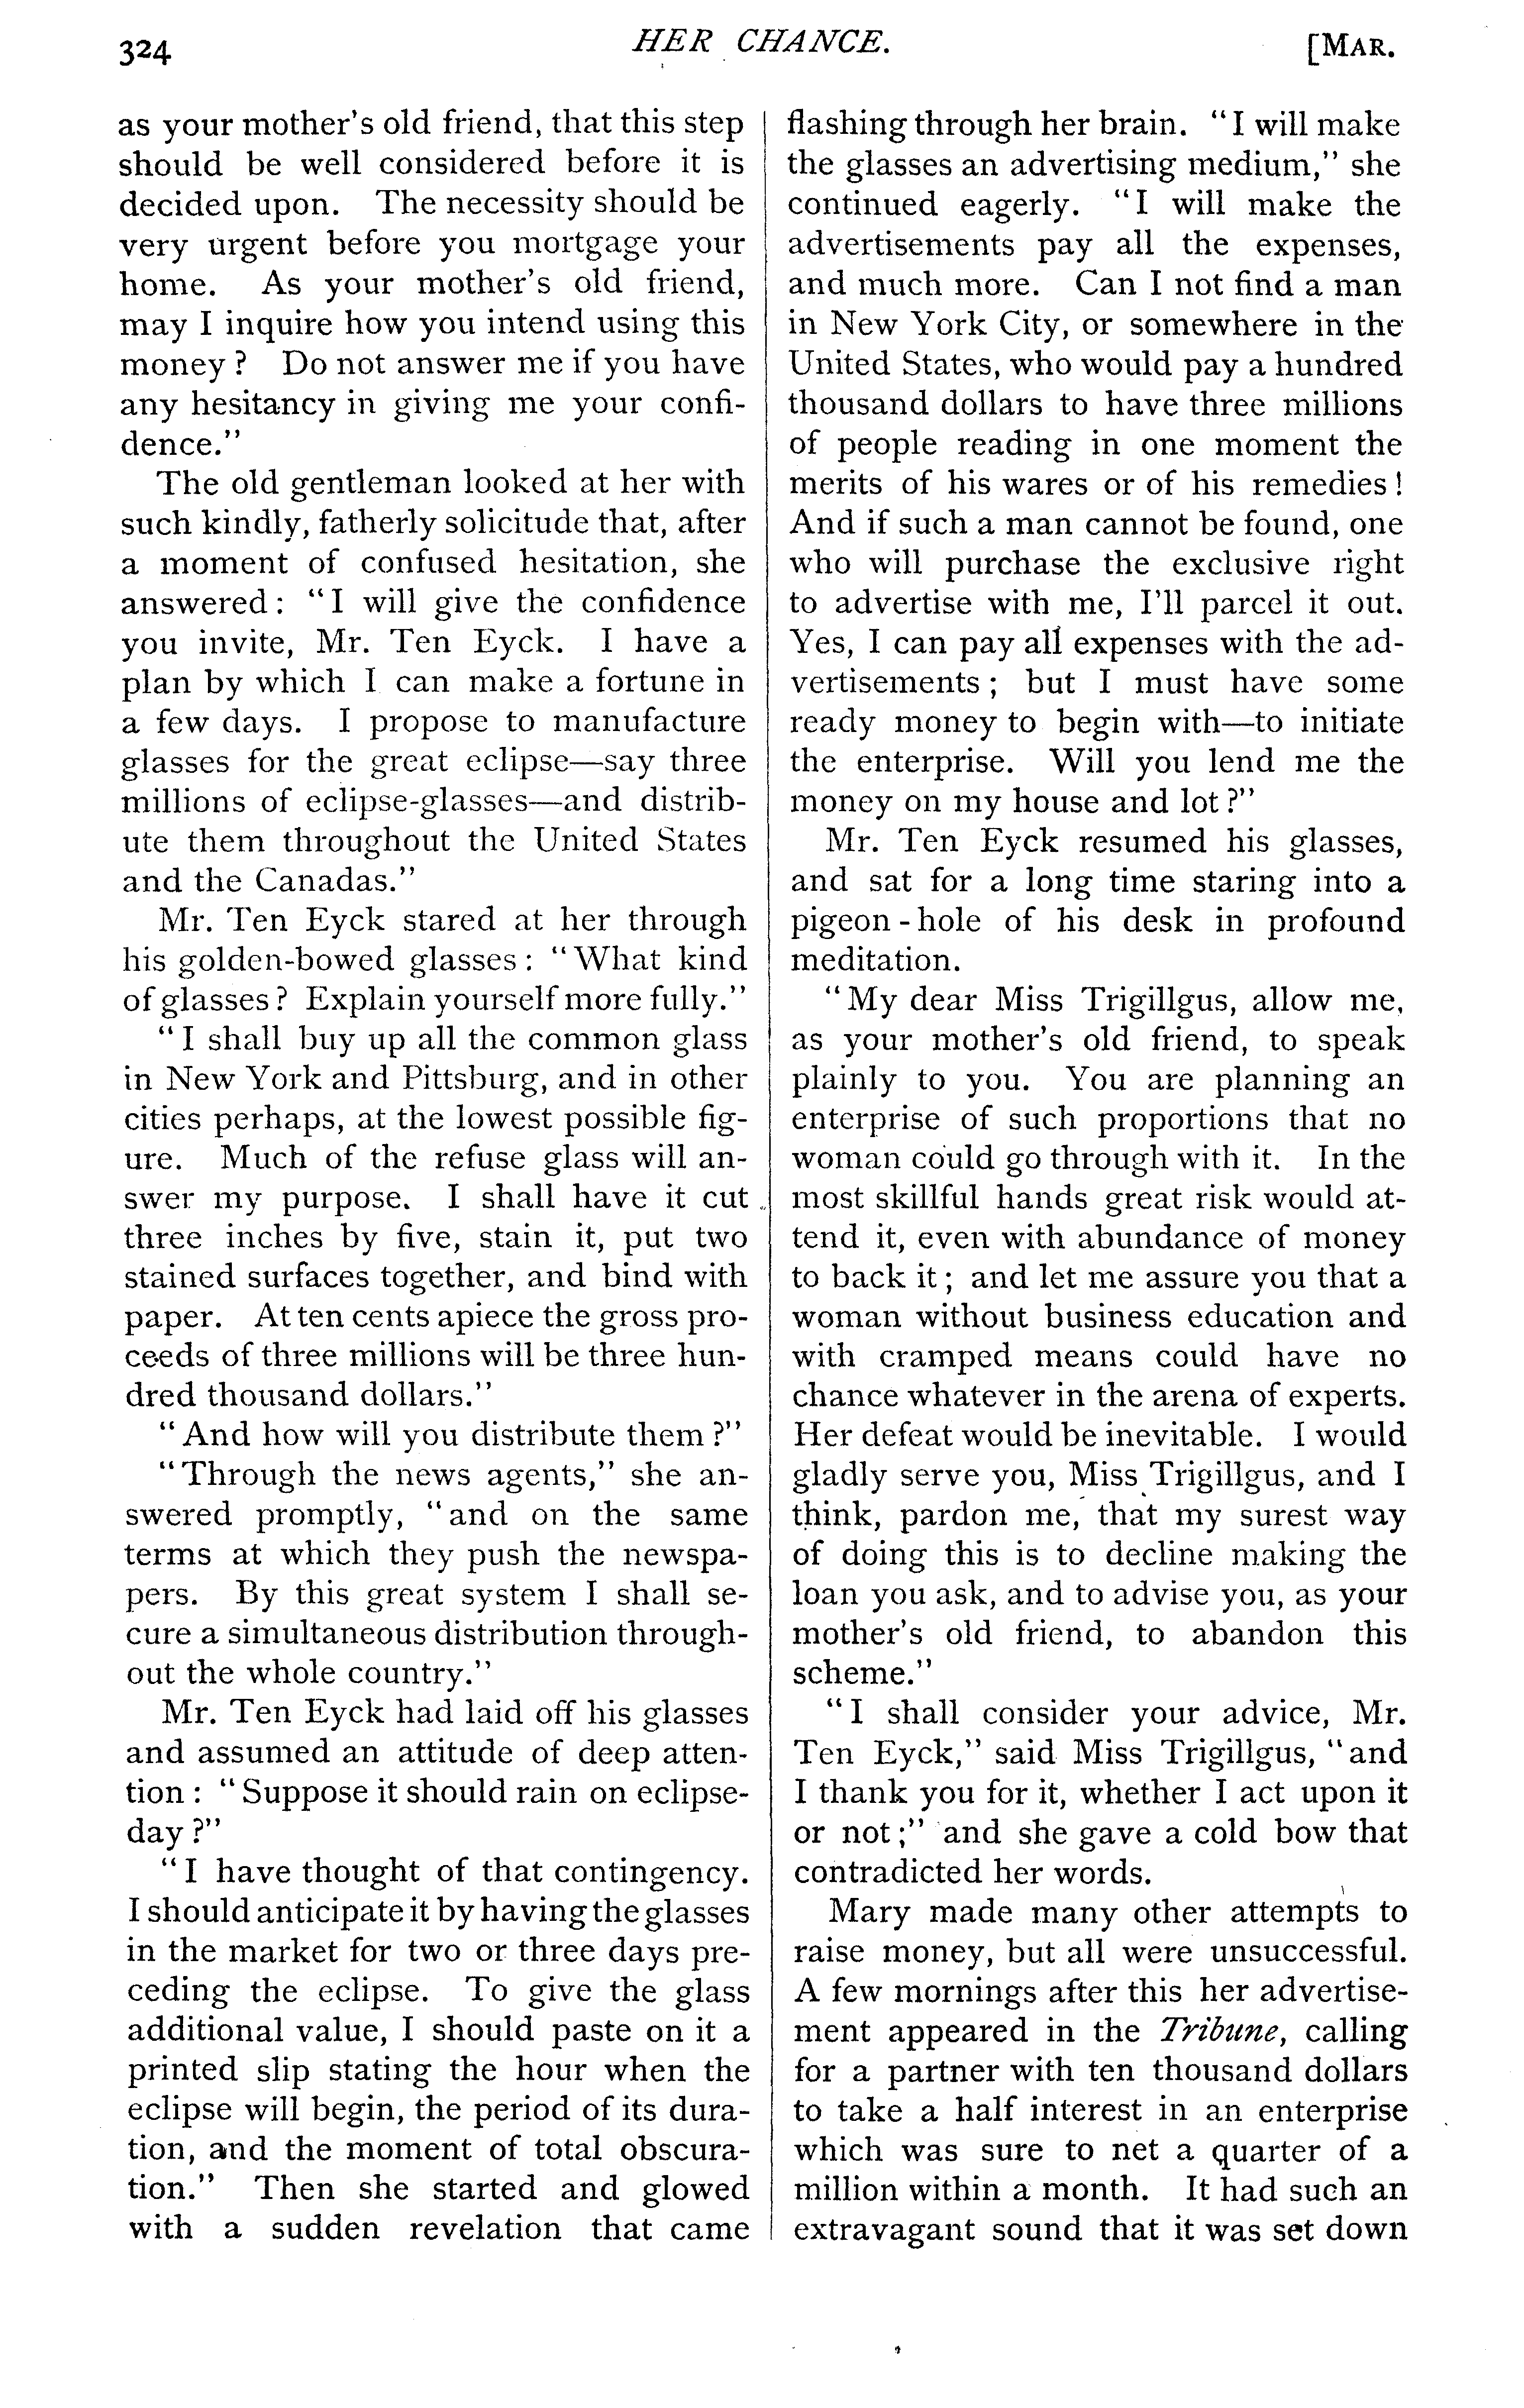 324
HER CHANCE.
[MAR.
as your mother's old friend, that this step
should be well considered before it is
decided upon. The necessity should be
very urgent before you mortgage your
home. As your mother's old friend,
may I inquire how you intend using this
money? Do not answer me if you have
any hesitancy in giving me your confi-
dence."
The old gentleman looked at her with
such kindly, fatherly solicitude that, after
a moment of confused hesitation, she
answered: "I will give the confidence
you invite, Mr. Ten Eyck. I have a
plan by which I can make a fortune in
a few days. I propose to manufacture
glasses for the great eclipse—say three
millions of eclipse-glasses—and distrib-
ute them throughout the United States
and the Canadas."
Mr. Ten Eyck stared at her through
his golden-bowed glasses: "What kind
of glasses? Explain yourself more fully."
"I shall buy up all the common glass
in New York and Pittsburg, and in other
cities perhaps, at the lowest possible fig-
ure. Much of the refuse glass will an-
swer my purpose. I shall have it cut
three inches by five, stain it, put two
stained surfaces together, and bind with
paper. At ten cents apiece the gross pro-
ceeds of three millions will be three hun-
dred thousand dollars."
"And how will you distribute them?"
"Through the news agents," she an-
swered promptly, "and on the same
terms at which they push the newspa-
pers. By this great system I shall se-
cure a simultaneous distribution through-
out the whole country."
Mr. Ten Eyck had laid off his glasses
and assumed an attitude of deep atten-
tion: "Suppose it should rain on eclipse-
day?"
"I have thought of that contingency.
I should anticipate it by having the glasses
in the market for two or three days pre-
ceding the eclipse. To give the glass
additional value, I should paste on it a
printed slip stating the hour when the
eclipse will begin, the period of its dura-
tion, and the moment of total obscura-
tion." Then she started and glowed
with a sudden revelation that came
flashing through her brain. "I will make
the glasses an advertising medium," she
continued eagerly. "I will make the
advertisements pay all the expenses,
and much more. Can I not find a man
in New York City, or somewhere in the
United States, who would pay a hundred
thousand dollars to have three millions
of people reading in one moment the
merits of his wares or of his remedies!
And if such a man cannot be found, one
who will purchase the exclusive right
to advertise with me, I'll parcel it out.
Yes, I can pay all expenses with the ad-
vertisements; but I must have some
ready money to begin with—to initiate
the enterprise. Will you lend me the
money on my house and lot?"
Mr. Ten Eyck resumed his glasses,
and sat for a long time staring into a
pigeon-hole of his desk in profound
meditation.
"My dear Miss Trigillgus, allow me,
as your mother's old friend, to speak
plainly to you. You are planning an
enterprise of such proportions that no
woman could go through with it. In the
most skillful hands great risk would at-
tend it, even with abundance of money
to back it; and let me assure you that a
woman without business education and
with cramped means could have no
chance whatever in the arena of experts.
Her defeat would be inevitable. I would
gladly serve you, Miss Trigillgus, and I
think, pardon me, that my surest way
of doing this is to decline making the
loan you ask, and to advise you, as your
mother's old friend, to abandon this
scheme."
"I shall consider your advice, Mr.
Ten Eyck," said Miss Trigillgus, "and
I thank you for it, whether I act upon it
or not;" and she gave a cold bow that
contradicted her words.
Mary made many other attempts to
raise money, but all were unsuccessful.
A few mornings after this her advertise-
ment appeared in the Tribune, calling
for a partner with ten thousand dollars
to take a half interest in an enterprise
which was sure to net a quarter of a
million within a month. It had such an
extravagant sound that it was set down